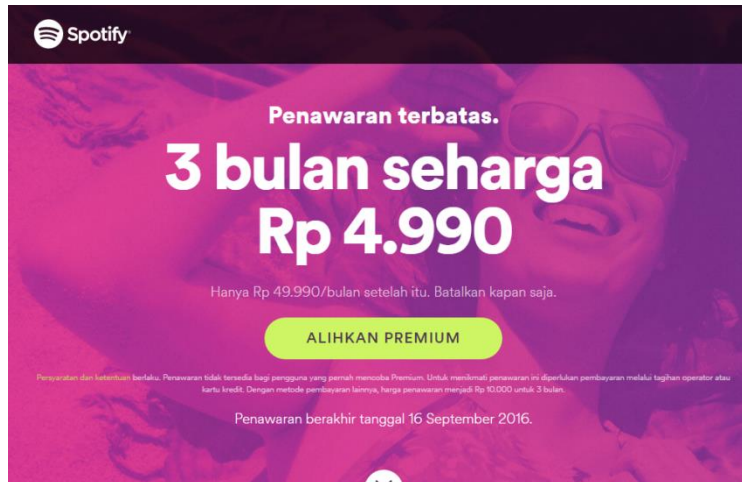 Spotify
Penawaran terbatas.
3 bulan seharga
Rp 4.990
Hanya Rp 49.990/bulan setelah itu. Batalkan kapan saja.
ALIHKAN PREMIUM
Persyaratan dan ketentuan berlaku. Penawaran tidak tersedia bagi pengguna yang pernah mencoba Premium. Untuk menikmati penawaran ini diperlukan pembayaran melalui tagihan operator atau
kartu kredit. Dengan metode pembayaran lainnya, harga penawaran menjadi Rp 10.000 untuk 3 bulan.
Penawaran berakhir tanggal 16 September 2016.